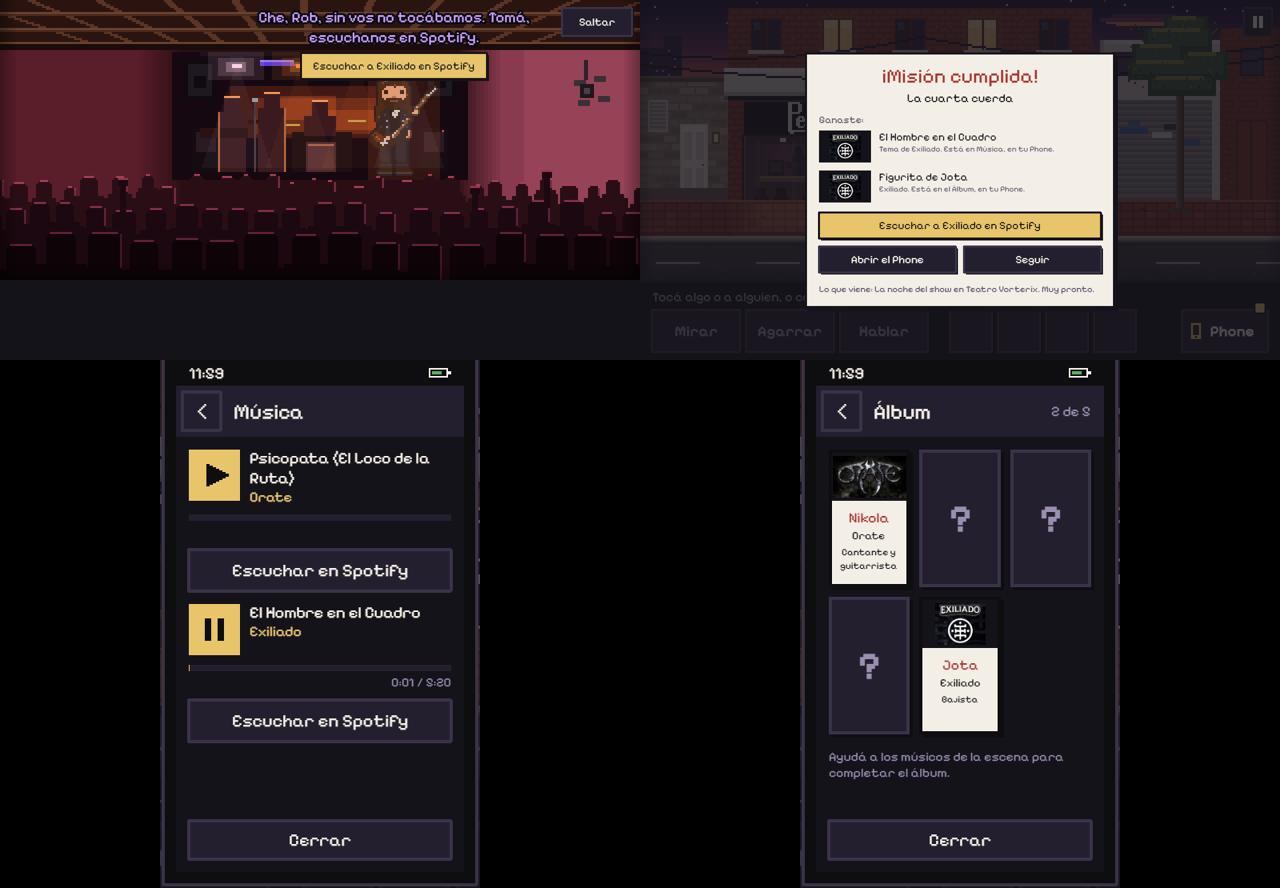 Che, Rob, sin vos no tocábamos. Tomá,
escuchanos en Spotify.
Saltar
Escuchar a Exiliado en Spotify
¡Misión cumplida!
La cuarta cuerda
Ganaste:
EXILIADO
El Hombre en el Cuadro
Tema de Exiliado. Está en Música, en tu Phone.
EXILIADO
Figurita de Jota
Exiliado. Está en el Álbum, en tu Phone.
Escuchar a Exiliado en Spotify
Abrir el Phone
Seguir
Lo que viene: La noche del show en Teatro Vorterix. Muy pronto.
Tocá algo o a alguien, o
Mirar
Agarrar
Hablar
Phone
11:59
Música
Psicopata (El Loco de la
Ruta)
Orate
Escuchar en Spotify
El Hombre en el Cuadro
Exiliado
0:01 / 5:20
Escuchar en Spotify
Cerrar
11:59
Álbum
2 de 5
Nikola
Orate
Cantante y
guitarrista
?
?
?
EXILIADO
Jota
Exiliado
Bajista
Ayudá a los músicos de la escena para
completar el álbum.
Cerrar